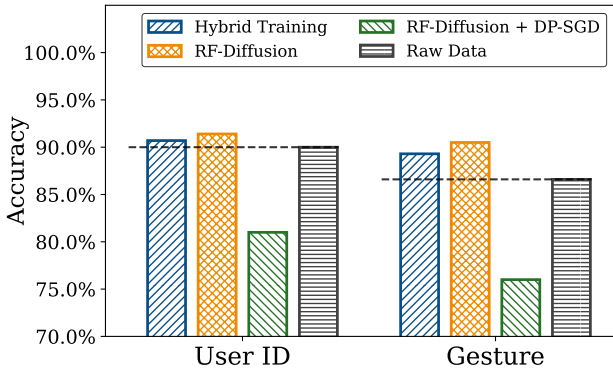 Hybrid Training
RF-Diffusion
RF-Diffusion + DP-SGD
Raw Data
Accuracy
100.0%
95.0%
90.0%
85.0%
80.0%
75.0%
70.0%
User ID
Gesture